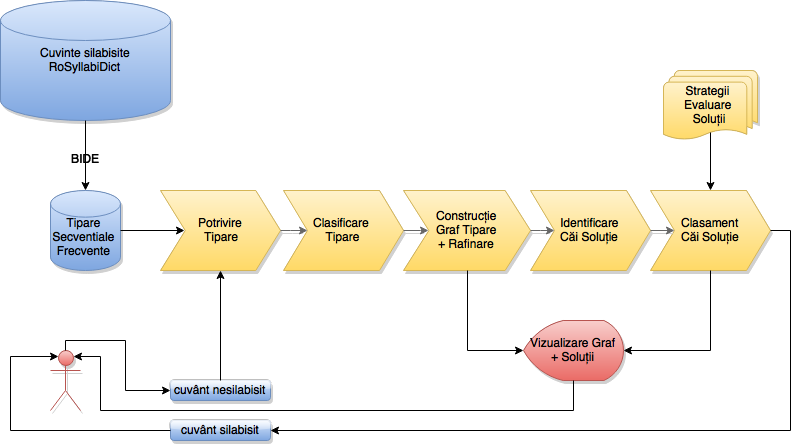 Cuvinte silabisite
RoSyllabiDict
Strategii
Evaluare
Soluții
BIDE
Tipare
Secventiale
Frecvente
Potrivire
Tipare
Clasificare
Tipare
Construcție
Graf Tipare
+ Rafinare
Identificare
Căi Soluție
Clasament
Căi Soluție
Vizualizare Graf
+ Soluții
cuvânt nesilabisit
cuvânt silabisit